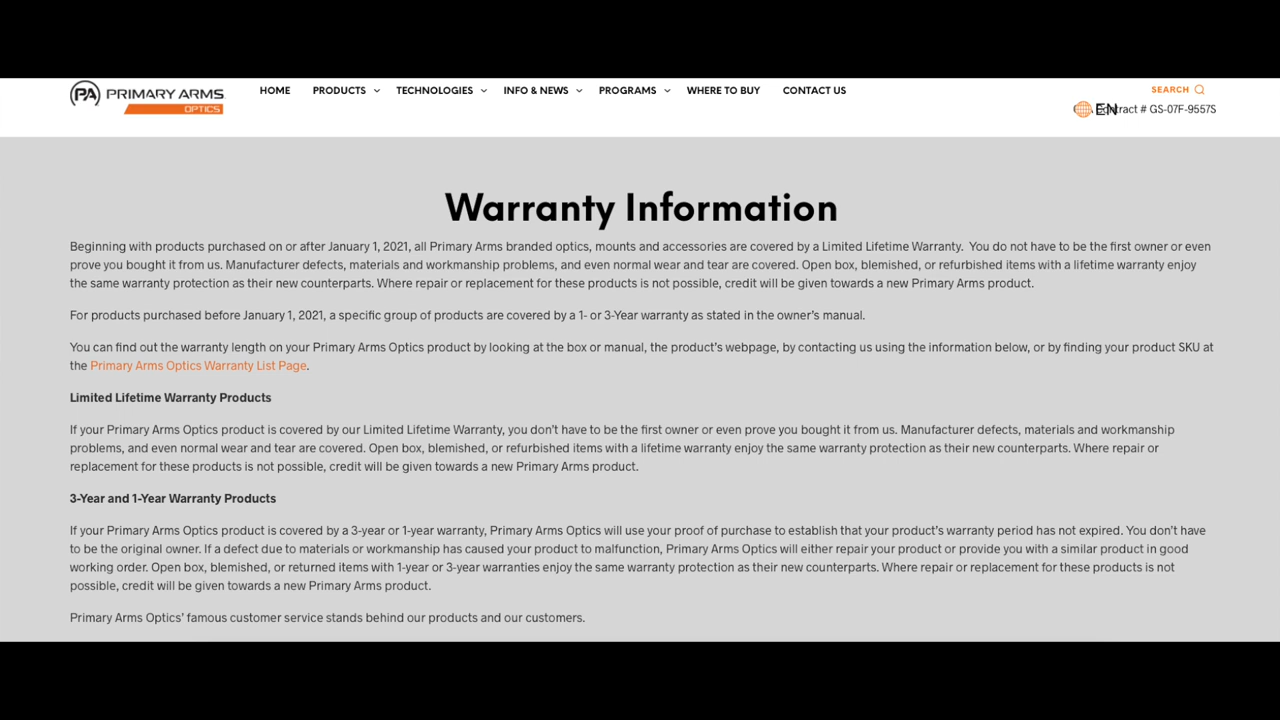 PA PRIMARY ARMS
OPTICS
HOME PRODUCTS TECHNOLOGIES INFO & NEWS PROGRAMS WHERE TO BUY CONTACT US
SEARCH
EN
# GS-07F-9557S
Warranty Information
Beginning with products purchased on or after January 1, 2021, all Primary Arms branded optics, mounts and accessories are covered by a Limited Lifetime Warranty. You do not have to be the first owner or even
prove you bought it from us. Manufacturer defects, materials and workmanship problems, and even normal wear and tear are covered. Open box, blemished, or refurbished items with a lifetime warranty enjoy
the same warranty protection as their new counterparts. Where repair or replacement for these products is not possible, credit will be given towards a new Primary Arms product.
For products purchased before January 1, 2021, a specific group of products are covered by a 1- or 3-Year warranty as stated in the owner's manual.
You can find out the warranty length on your Primary Arms Optics product by looking at the box or manual, the product's webpage, by contacting us using the information below, or by finding your product SKU at
the Primary Arms Optics Warranty List Page.
Limited Lifetime Warranty Products
If your Primary Arms Optics product is covered by our Limited Lifetime Warranty, you don't have to be the first owner or even prove you bought it from us. Manufacturer defects, materials and workmanship
problems, and even normal wear and tear are covered. Open box, blemished, or refurbished items with a lifetime warranty enjoy the same warranty protection as their new counterparts. Where repair or
replacement for these products is not possible, credit will be given towards a new Primary Arms product.
3-Year and 1-Year Warranty Products
If your Primary Arms Optics product is covered by a 3-year or 1-year warranty, Primary Arms Optics will use your proof of purchase to establish that your product's warranty period has not expired. You don't have
to be the original owner. If a defect due to materials or workmanship has caused your product to malfunction, Primary Arms Optics will either repair your product or provide you with a similar product in good
working order. Open box, blemished, or returned items with 1-year or 3-year warranties enjoy the same warranty protection as their new counterparts. Where repair or replacement for these products is not
possible, credit will be given towards a new Primary Arms product.
Primary Arms Optics' famous customer service stands behind our products and our customers.